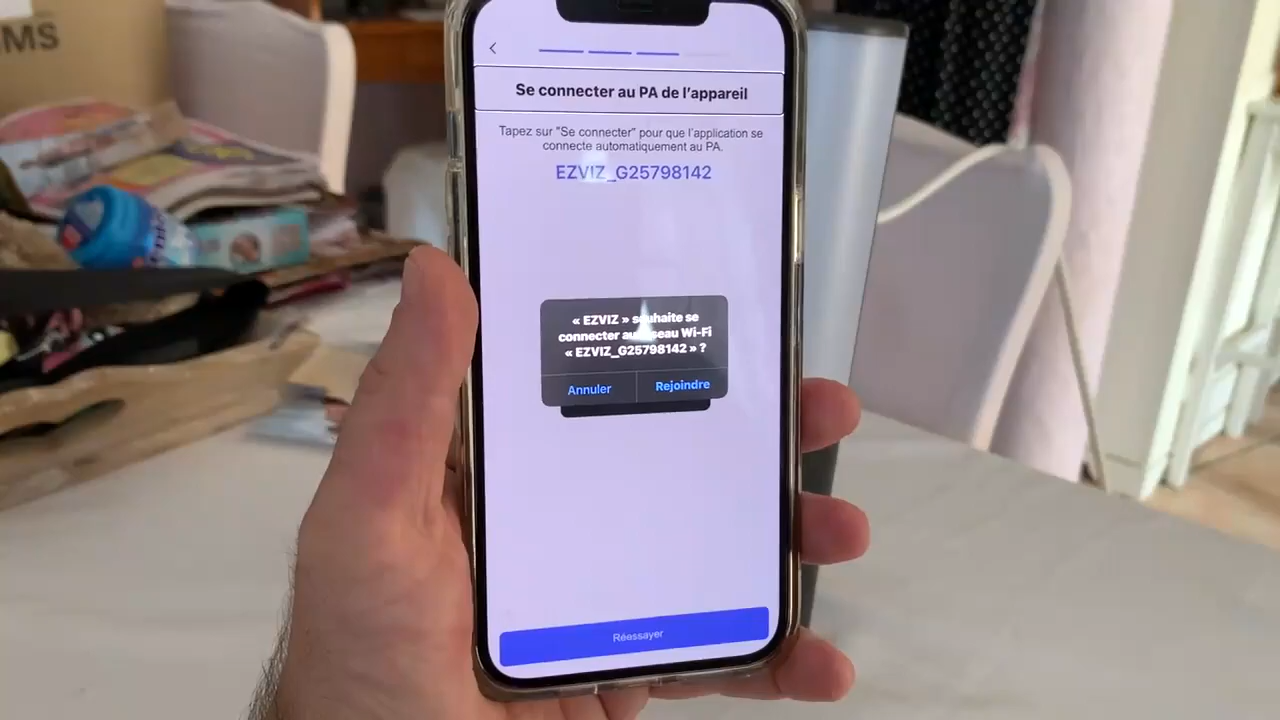 MS
Se connecter au PA de l'appareil
Tapez sur "Se connecter" pour que l'application se
connecte automatiquement au PA.
EZVIZ_G25798142
« EZVIZ » souhaite se
connecter au réseau Wi-Fi
« EZVIZ_G25798142 » ?
Annuler
Rejoindre
Réessayer